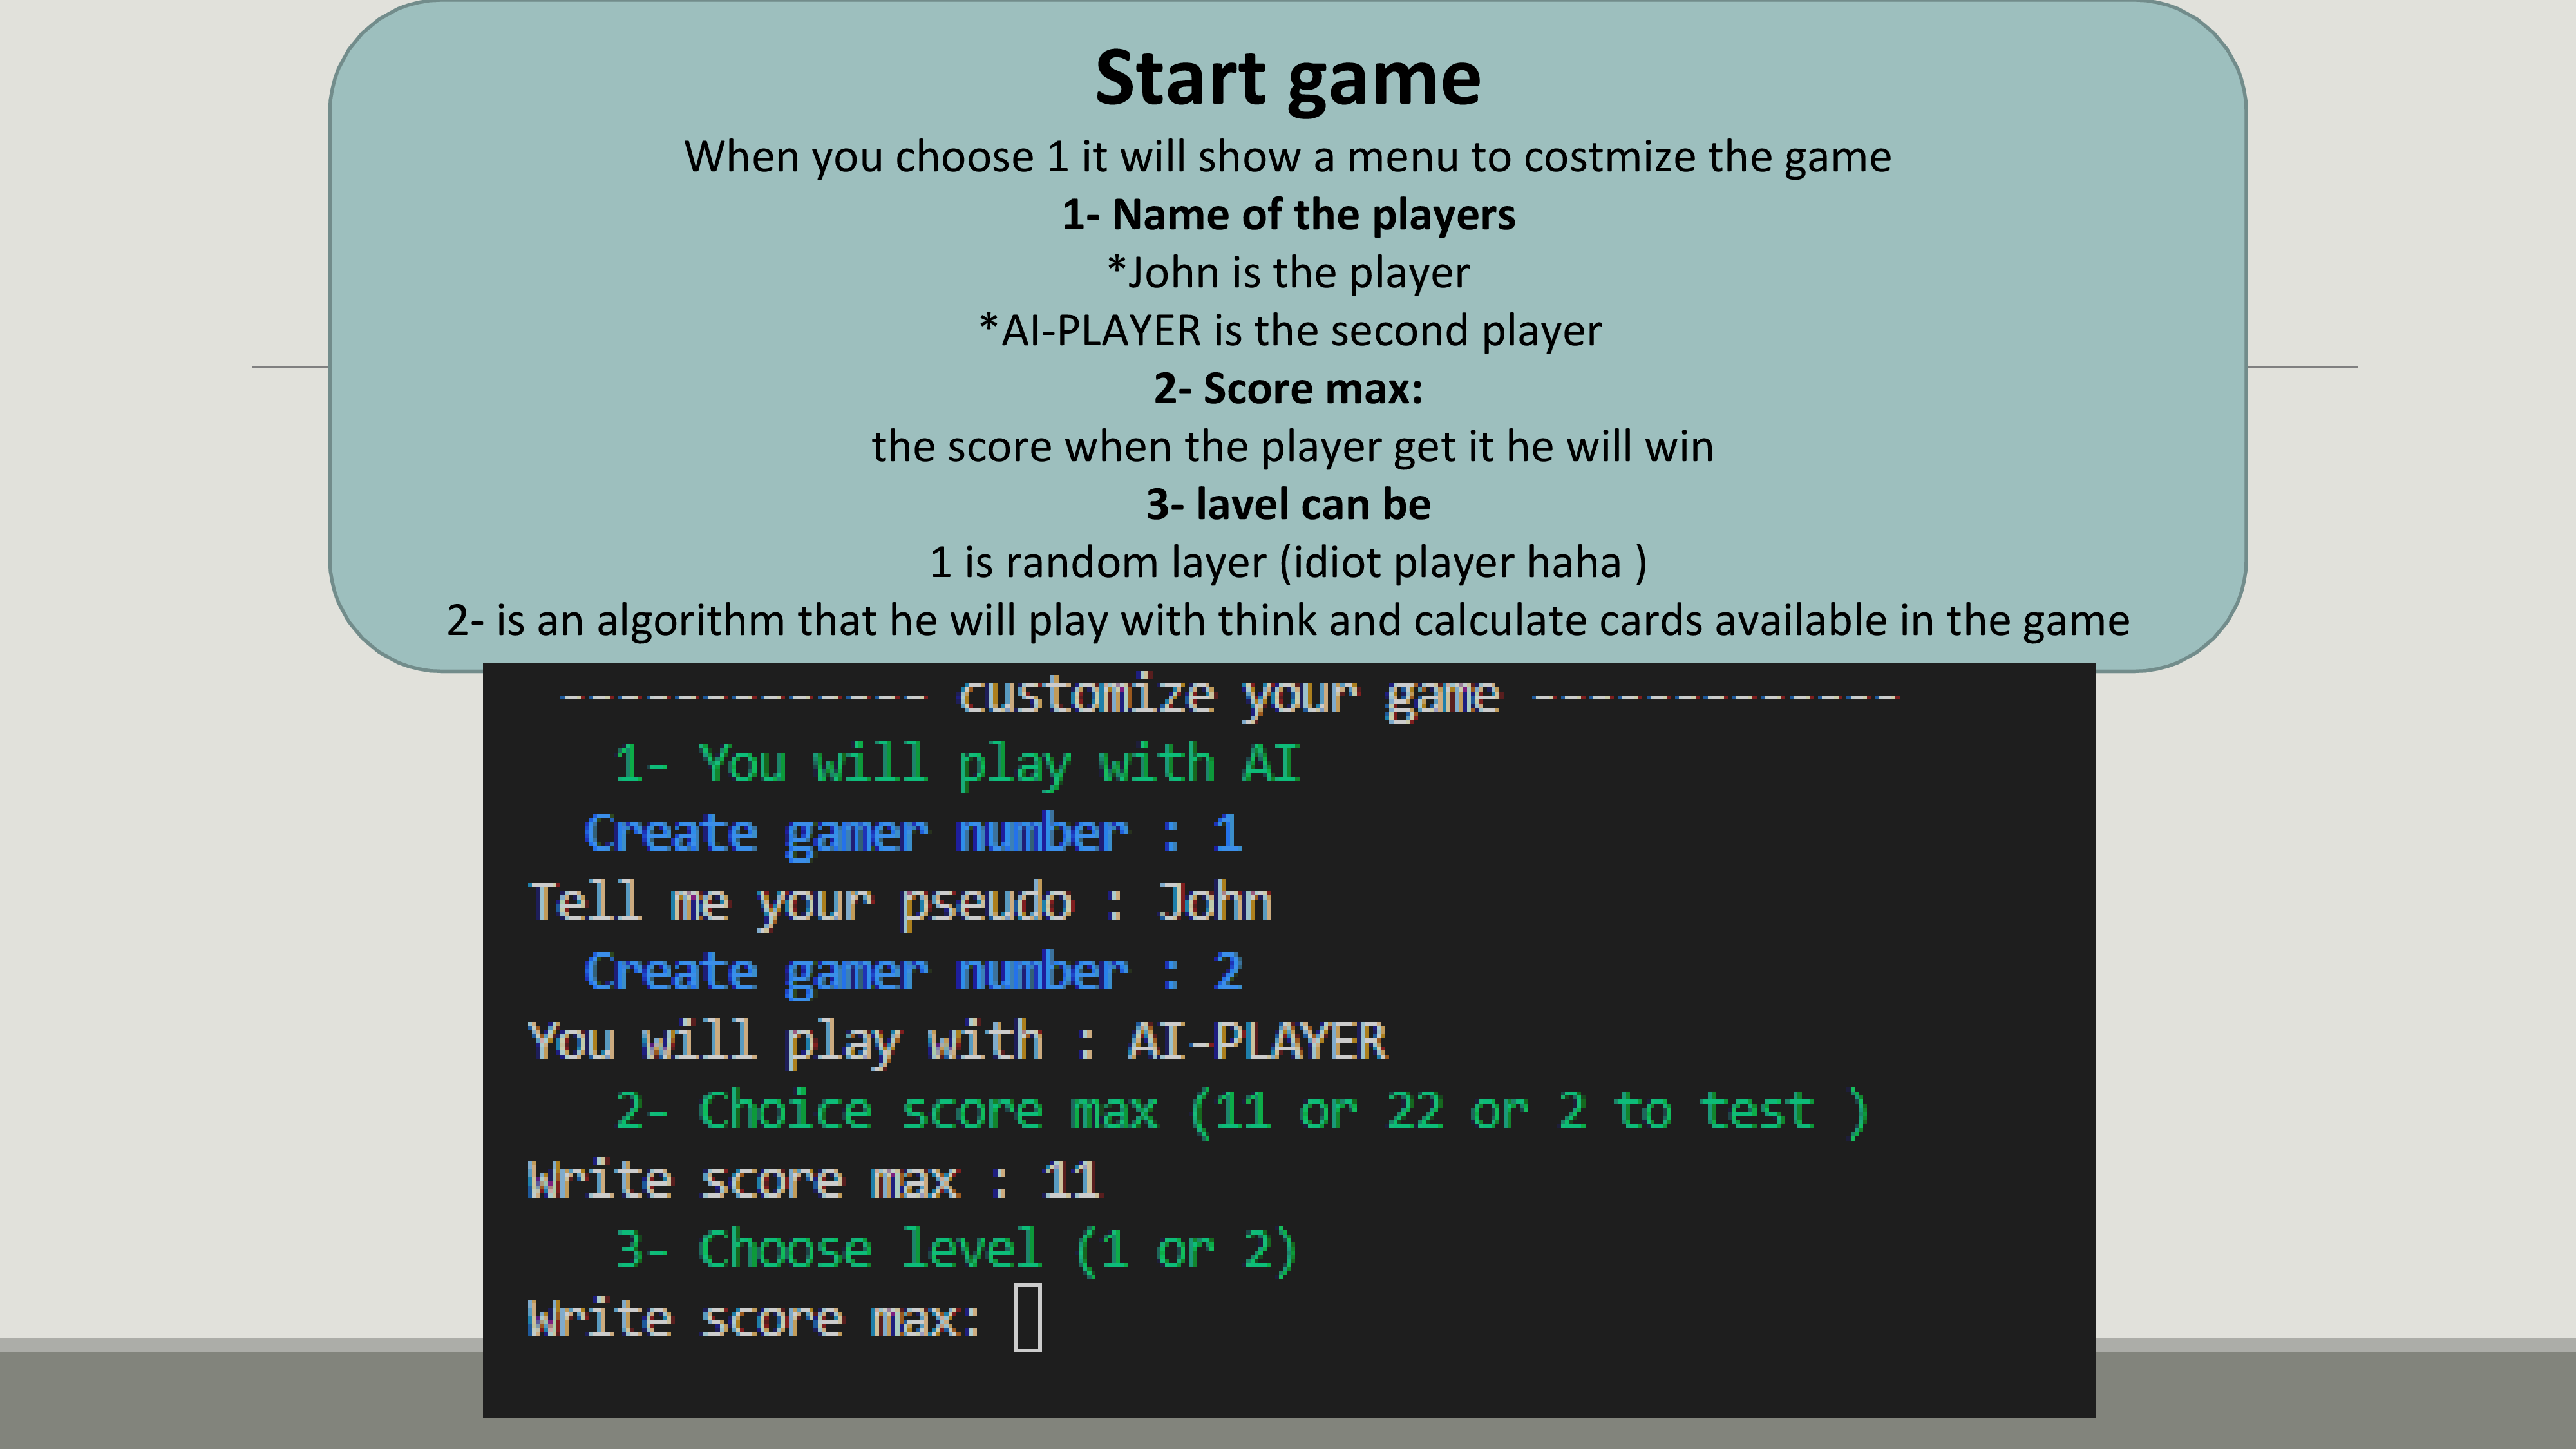 Start game
When you choose 1 it will show a menu to costmize the game
1- Name of the players
*John is the player
*AI-PLAYER is the second player
2- Score max:
the score when the player get it he will win
3- lavel can be
1 is random layer (idiot player haha )
2- is an algorithm that he will play with think and calculate cards available in the game
------------- customize your game -------------
1- You will play with AI
Create gamer number : 1
Tell me your pseudo : John
Create gamer number : 2
You will play with : AI-PLAYER
2- Choice score max (11 or 22 or 2 to test )
Write score max : 11
3- Choose level (1 or 2)
Write score max: